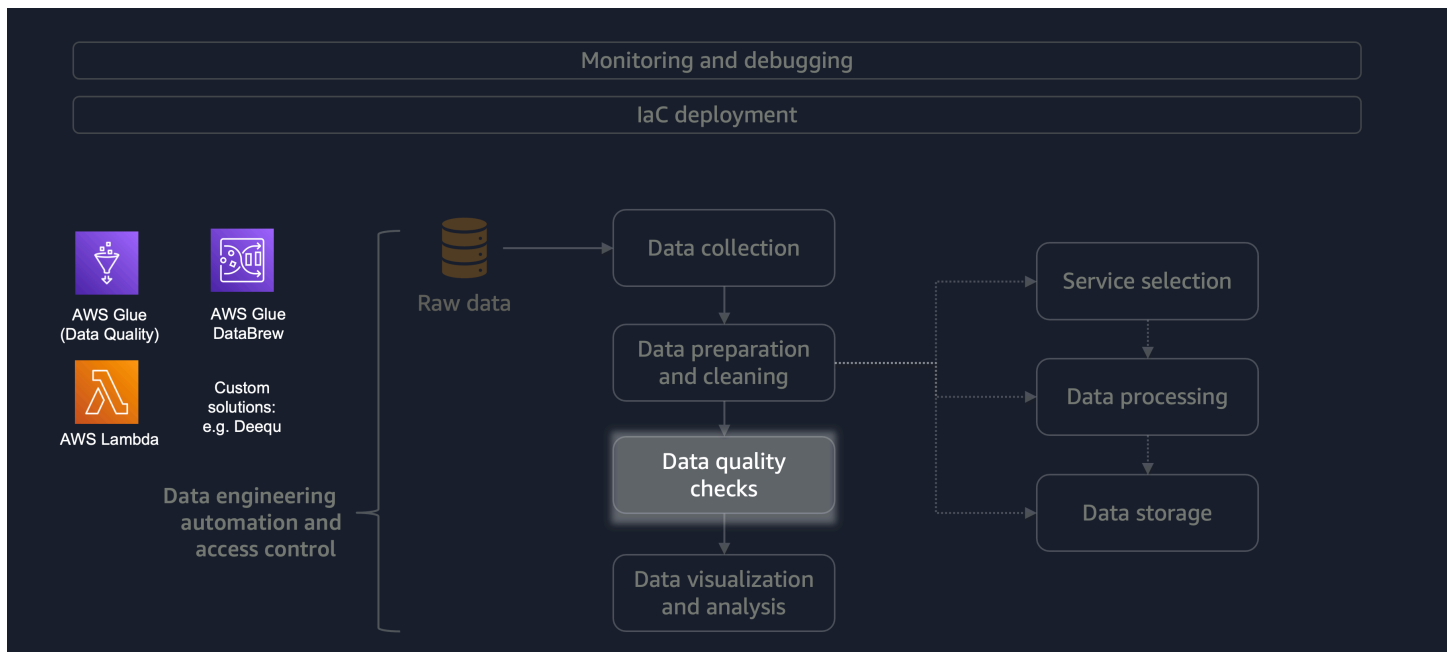 Monitoring and debugging
IaC deployment
AWS Glue
(Data Quality)
AWS Glue
DataBrew
AWS Lambda
Custom
solutions:
e.g. Deequ
Data engineering
automation and
access control
Raw data
Data collection
Data preparation
and cleaning
Data quality
checks
Data visualization
and analysis
Service selection
Data processing
Data storage